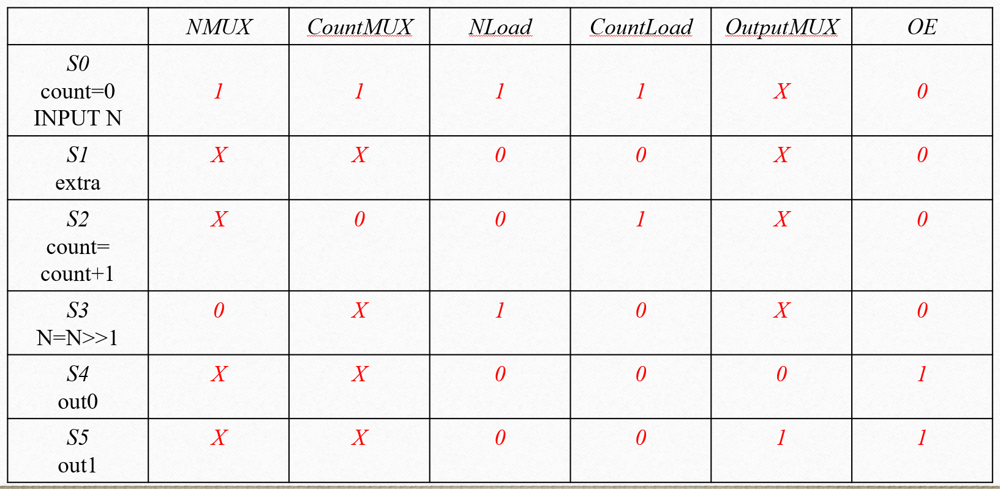 NMUX CountMUX NLoad CountLoad OutputMUX OE
S0
count=0 1 1 1 1 X 0
INPUT N
S1 X X 0 0 X 0
extra
S2 X 0 0 1 X 0
count=
count+1
S3 0 X 1 0 X 0
N=N>>1
S4 X X 0 0 0 1
out0
S5 X X 0 0 1 1
out1